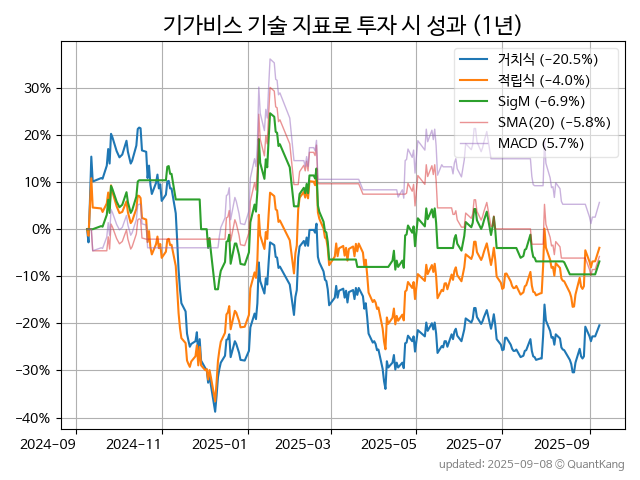 기가비스 기술 지표로 투자 시 성과 (1년)
거치식 (−20.5%)
적립식 (−4.0%)
SigM (−6.9%)
SMA(20) (−5.8%)
MACD (5.7%)
30%
20%
10%
0%
−10%
−20%
−30%
−40%
2024-09 2024-11 2025-01 2025-03 2025-05 2025-07 2025-09
updated: 2025-09-08 ⓒ QuantKang